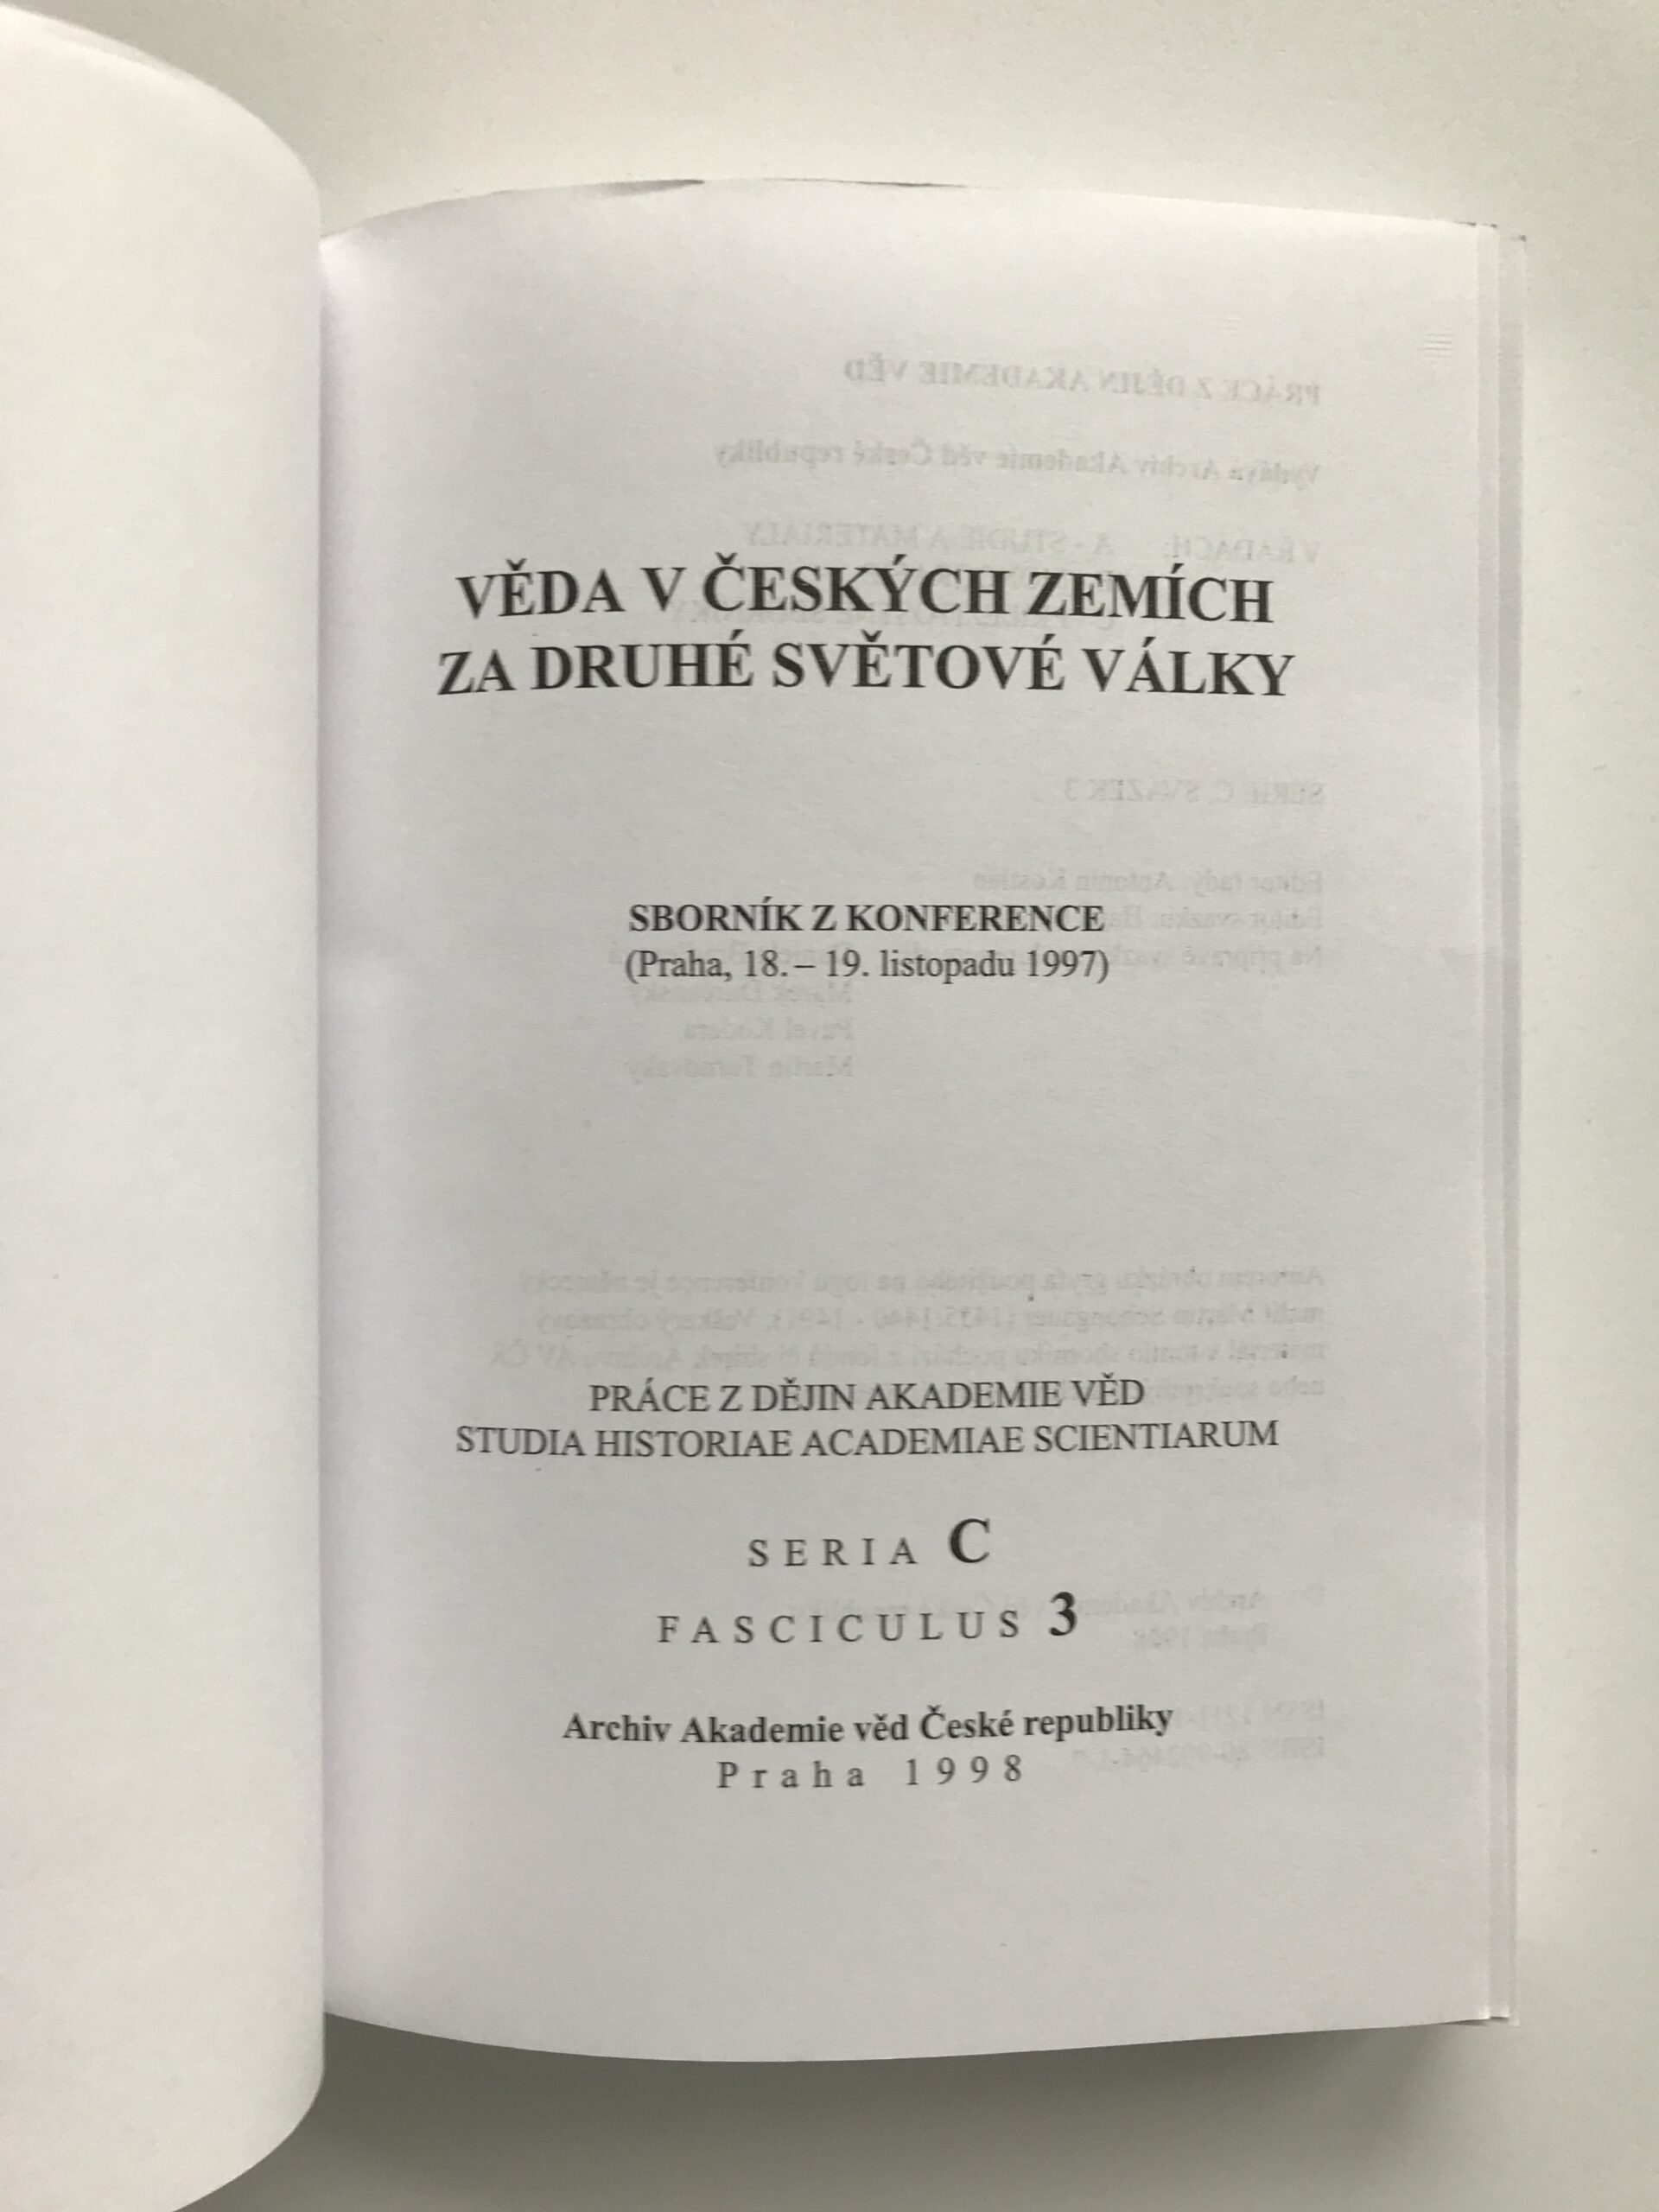 VĚDA V ČESKÝCH ZEMÍCH
ZA DRUHÉ SVĚTOVÉ VÁLKY
SBORNÍK Z KONFERENCE
(Praha, 18. – 19. listopadu 1997)
PRÁCE Z DĚJIN AKADEMIE VĚD
STUDIA HISTORIAE ACADEMIAE SCIENTIARUM
SERIA C
FASCICULUS 3
Archiv Akademie věd České republiky
Praha 1998